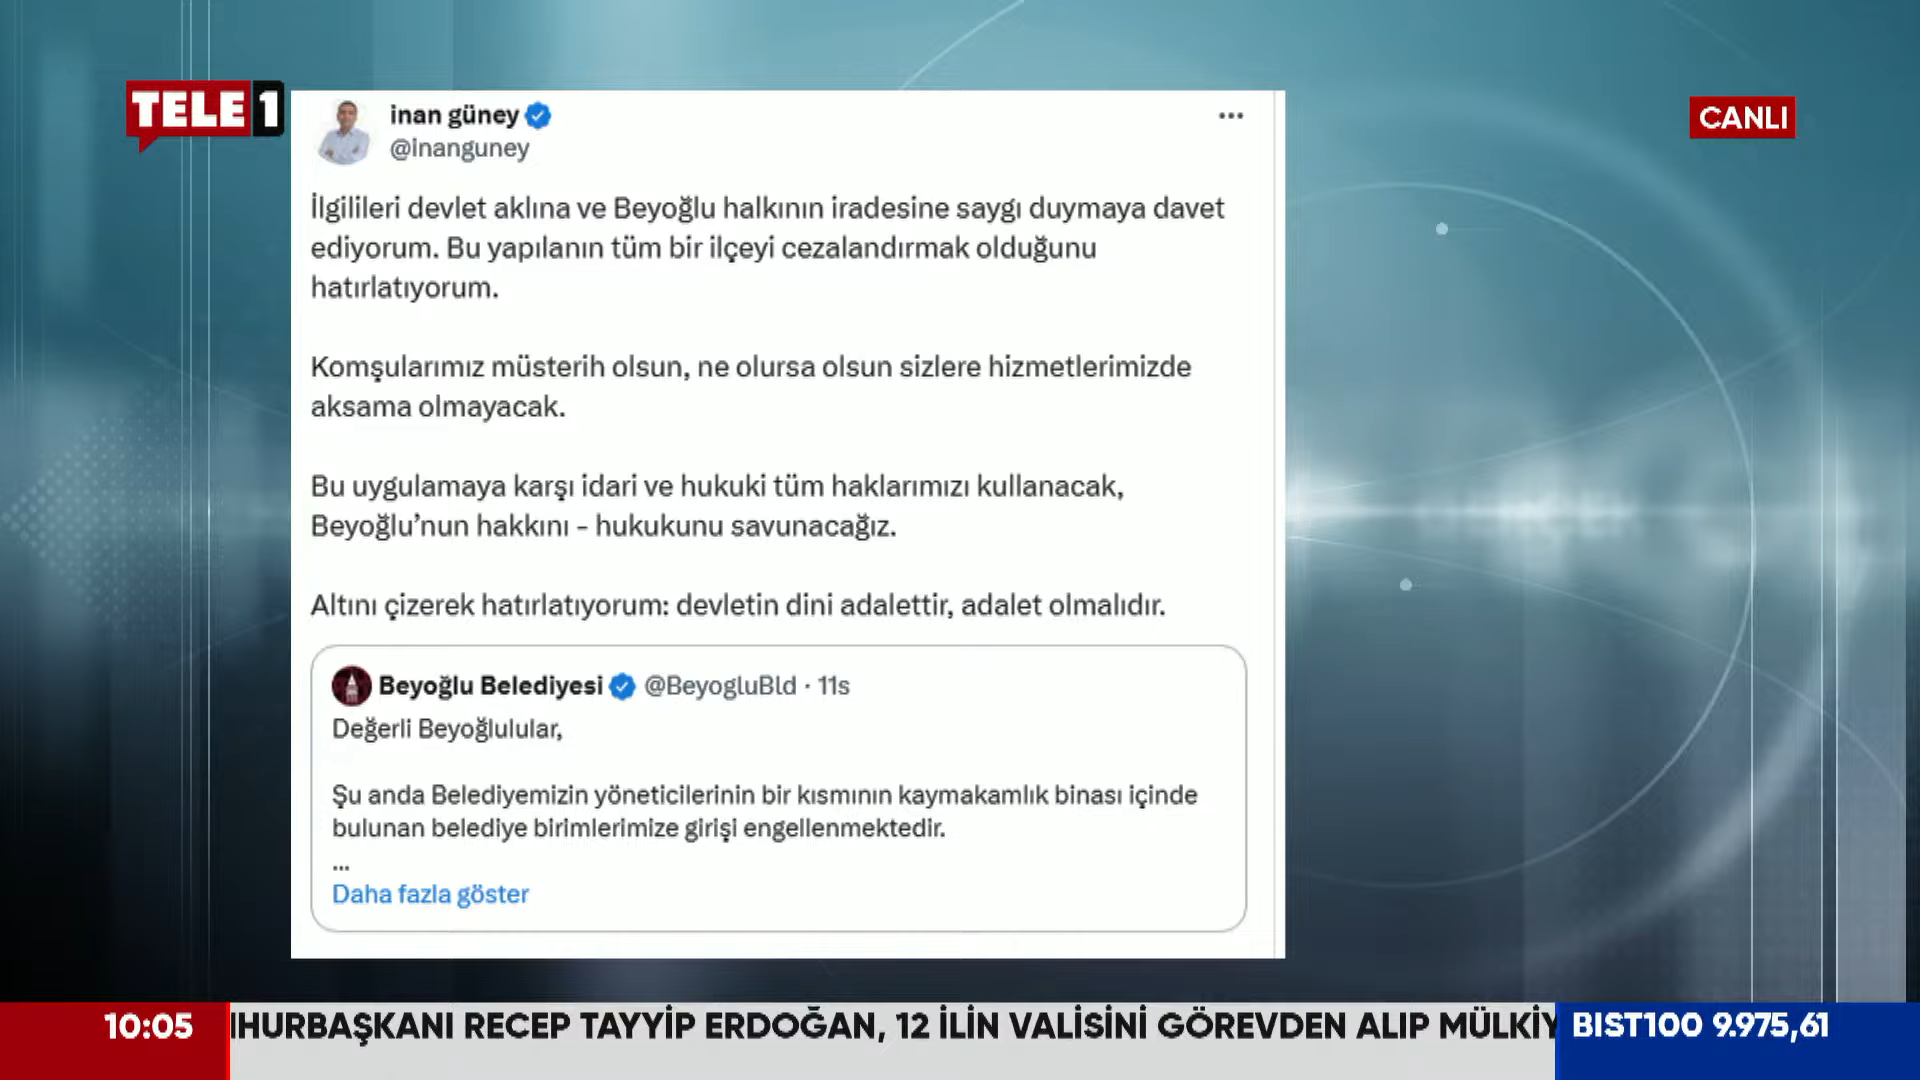 TELE 1
CANLI
inan güney
@inanguney
İlgilileri devlet aklına ve Beyoğlu halkının iradesine saygı duymaya davet
ediyorum. Bu yapılanın tüm bir ilçeyi cezalandırmak olduğunu
hatırlatıyorum.
Komşularımız müsterih olsun, ne olursa olsun sizlere hizmetlerimizde
aksama olmayacak.
Bu uygulamaya karşı idari ve hukuki tüm haklarımızı kullanacak,
Beyoğlu’nun hakkını - hukukunu savunacağız.
Altını çizerek hatırlatıyorum: devletin dini adalettir, adalet olmalıdır.
Beyoğlu Belediyesi @BeyogluBld · 11s
Değerli Beyoğlulular,
Şu anda Belediyemizin yöneticilerinin bir kısmının kaymakamlık binası içinde
bulunan belediye birimlerimize girişi engellenmektedir.
...
Daha fazla göster
10:05
HURBAŞKANI RECEP TAYYİP ERDOĞAN, 12 İLİN VALİSİNİ GÖREVDEN ALIP MÜLKİY
BIST100 9.975,61